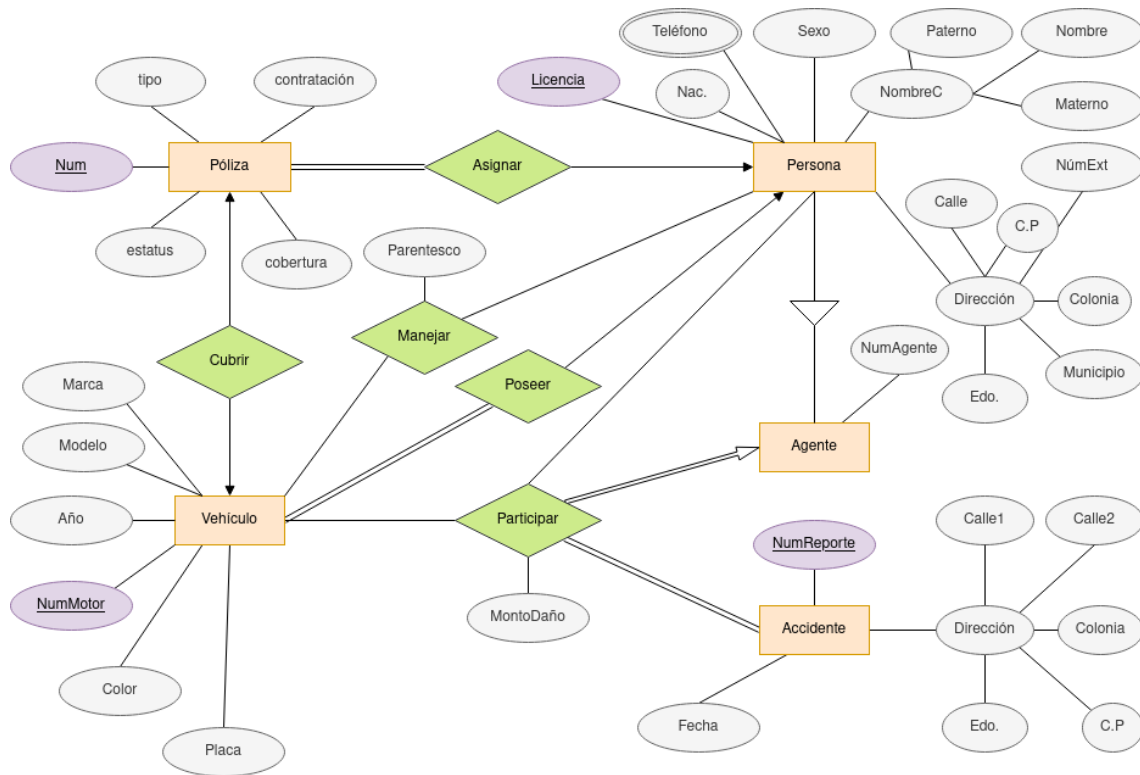 Teléfono
Sexo
Paterno
Nombre
tipo
contratación
Licencia
Nac.
NombreC
Materno
Num
Póliza
Asignar
Persona
NúmExt
Calle
C.P
estatus
cobertura
Parentesco
Dirección
Colonia
Manejar
Cubrir
NumAgente
Municipio
Marca
Poseer
Edo.
Modelo
Agente
Año
Vehículo
Participar
Calle1
Calle2
NumReporte
NumMotor
MontoDaño
Accidente
Dirección
Colonia
Color
Fecha
Edo.
C.P
Placa